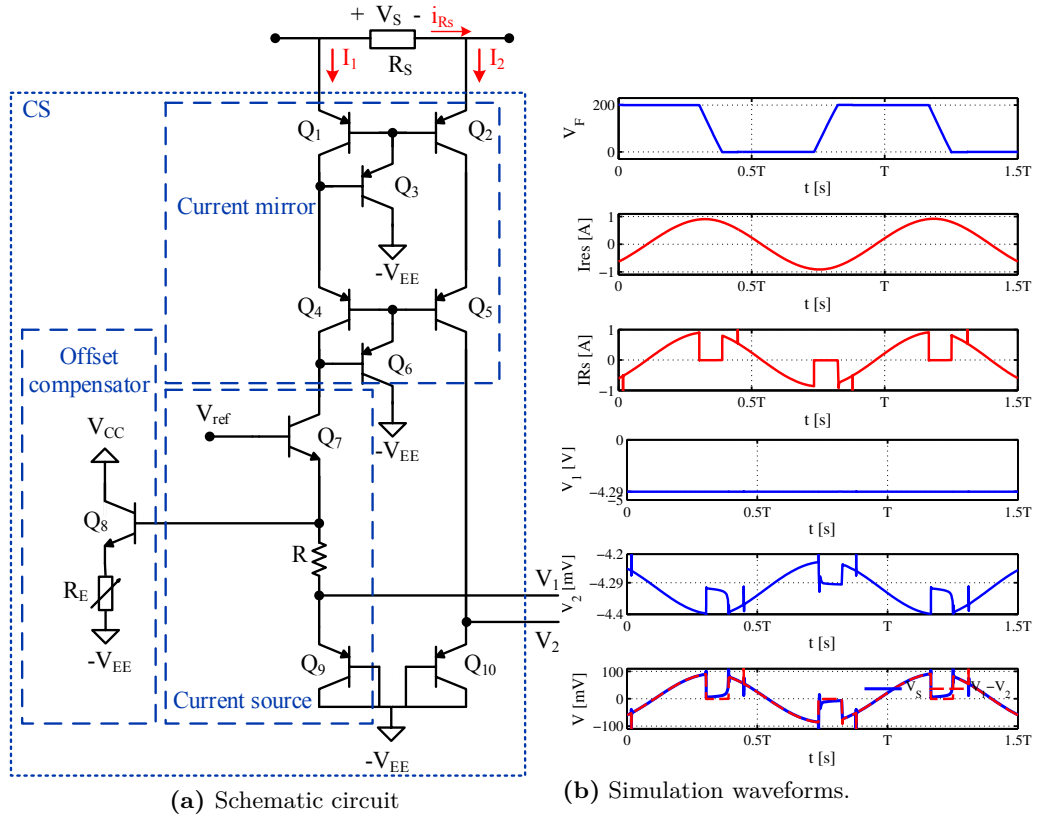 + V_S - i_Rs
I_1
R_S
I_2
CS
Q_1
Q_2
Q_3
Current mirror
-V_EE
Q_4
Q_5
Offset
compensator
Q_6
V_ref
Q_7
-V_EE
V_CC
Q_8
R
V_1
R_E
V_2
-V_EE
Q_9
Q_10
Current source
-V_EE
(a) Schematic circuit
200
V_F
0
0 0.5T T 1.5T
t [s]
1
Ires [A]
0
-1
0 0.5T T 1.5T
t [s]
1
IRs [A]
0
-1
0 0.5T T 1.5T
t [s]
0
V_1 [V]
-4.29
-5
0 0.5T T 1.5T
t [s]
-4.2
V_2 [mV]
-4.29
-4.4
0 0.5T T 1.5T
t [s]
100
V [mV]
0
-100
V_S V_1-V_2
0 0.5T T 1.5T
t [s]
(b) Simulation waveforms.